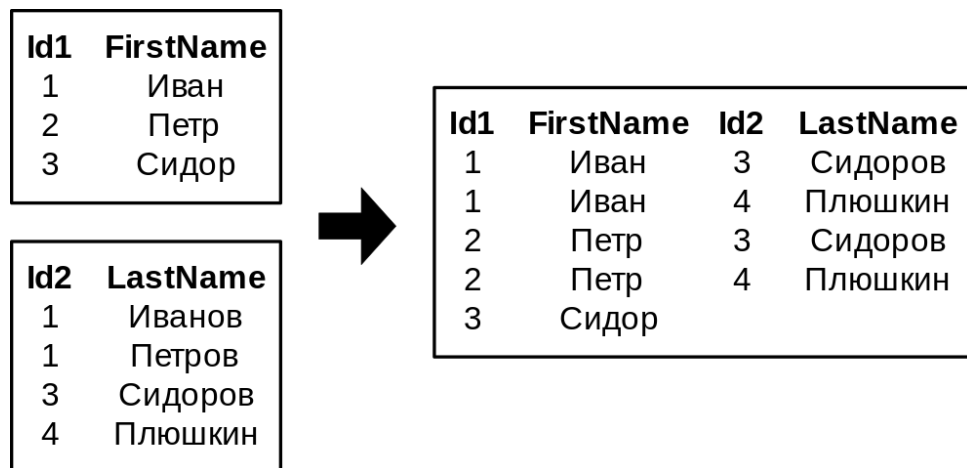 Id1 FirstName
1 Иван
2 Петр
3 Сидор
Id2 LastName
1 Иванов
1 Петров
3 Сидоров
4 Плюшкин
Id1 FirstName Id2 LastName
1 Иван 3 Сидоров
1 Иван 4 Плюшкин
2 Петр 3 Сидоров
2 Петр 4 Плюшкин
3 Сидор